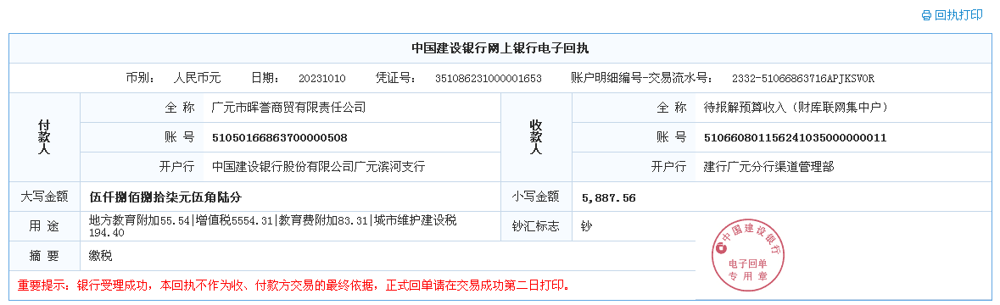 回执打印
中国建设银行网上银行电子回执
币别： 人民币元 日期： 20231010 凭证号： 351086231000001653 账户明细编号-交易流水号： 2332-51066863716APJKSVOR
付款人 全 称 广元市晖誉商贸有限责任公司 收款人 全 称 待报解预算收入（财库联网集中户）
账 号 51050166863700000508 账 号 510660801156241035000000011
开户行 中国建设银行股份有限公司广元滨河支行 开户行 建行广元分行渠道管理部
大写金额 伍仟捌佰捌拾柒元伍角陆分 小写金额 5,887.56
用 途 地方教育附加55.54|增值税5554.31|教育费附加83.31|城市维护建设税
194.40
钞汇标志 钞
摘 要 缴税
中国建设银行
电子回单
专用章
重要提示：银行受理成功，本回执不作为收、付款方交易的最终依据，正式回单请在交易成功第二日打印。